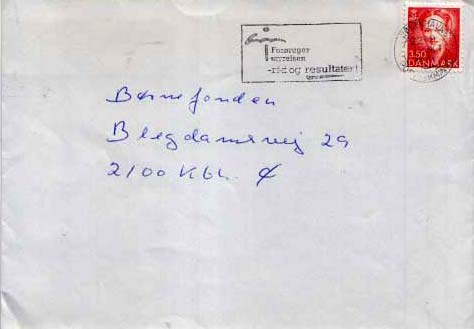 Forbruger
styrelsen
-råd og resultater!
3.50
DANMARK
Børnefonden
Blegdamsvej 29
2100 Kbh. Ø